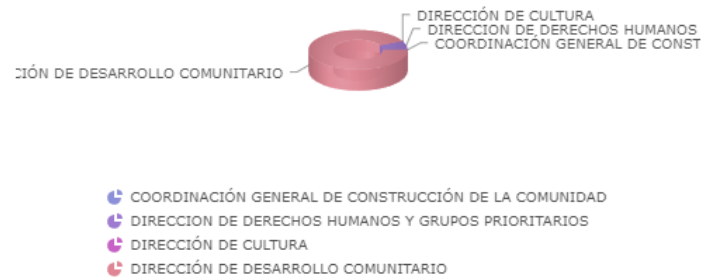 DIRECCIÓN DE CULTURA
DIRECCION DE DERECHOS HUMANOS
COORDINACIÓN GENERAL DE CONST
CIÓN DE DESARROLLO COMUNITARIO
COORDINACIÓN GENERAL DE CONSTRUCCIÓN DE LA COMUNIDAD
DIRECCION DE DERECHOS HUMANOS Y GRUPOS PRIORITARIOS
DIRECCIÓN DE CULTURA
DIRECCIÓN DE DESARROLLO COMUNITARIO